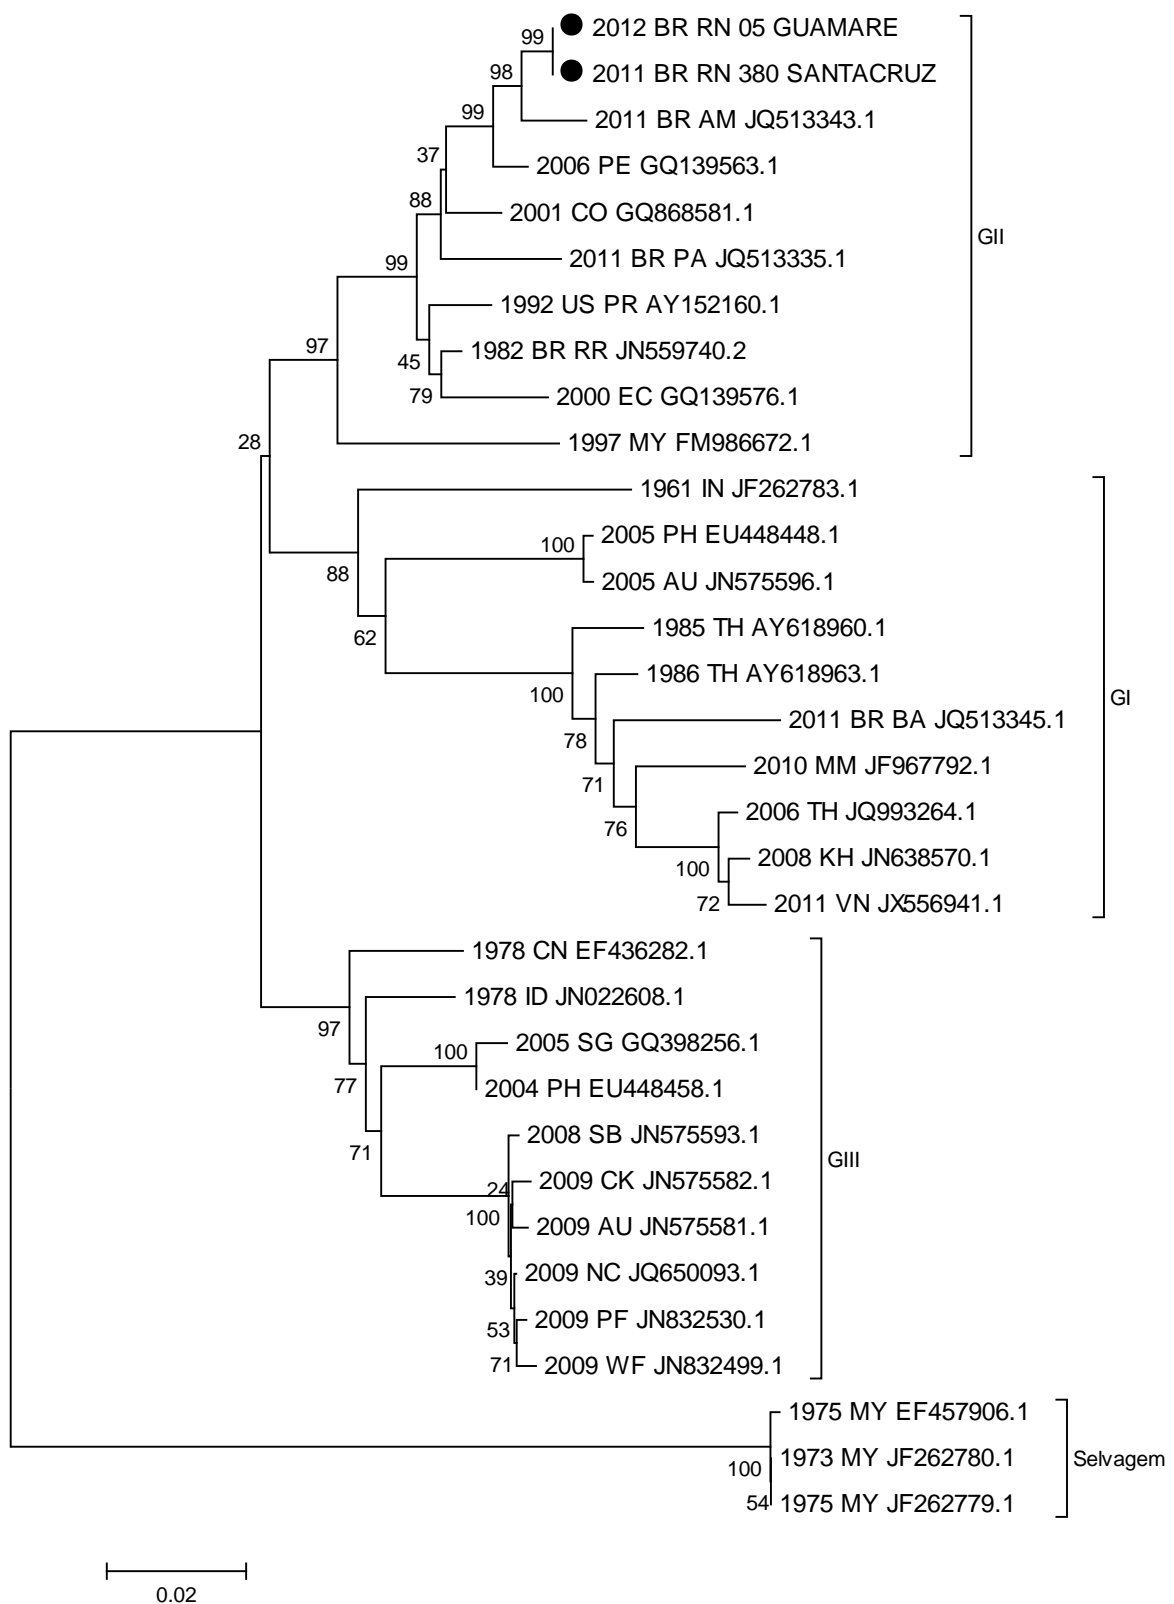 2012 BR RN 05 GUAMARE
99
2011 BR RN 380 SANTACRUZ
98
2011 BR AM JQ513343.1
99
2006 PE GQ139563.1
37
2001 CO GQ868581.1
88
GII
2011 BR PA JQ513335.1
99
1992 US PR AY152160.1
97
1982 BR RR JN559740.2
45
2000 EC GQ139576.1
79
1997 MY FM986672.1
28
1961 IN JF262783.1
2005 PH EU448448.1
100
88
2005 AU JN575596.1
1985 TH AY618960.1
62
1986 TH AY618963.1
100
GI
2011 BR BA JQ513345.1
78
2010 MM JF967792.1
71
2006 TH JQ993264.1
76
2008 KH JN638570.1
100
2011 VN JX556941.1
72
1978 CN EF436282.1
1978 ID JN022608.1
97
2005 SG GQ398256.1
100
2004 PH EU448458.1
77
2008 SB JN575593.1
71
GIII
2009 CK JN575582.1
24
100
2009 AU JN575581.1
2009 NC JQ650093.1
39
2009 PF JN832530.1
53
2009 WF JN832499.1
71
1975 MY EF457906.1
1973 MY JF262780.1
Selvagem
100
1975 MY JF262779.1
54
0.02